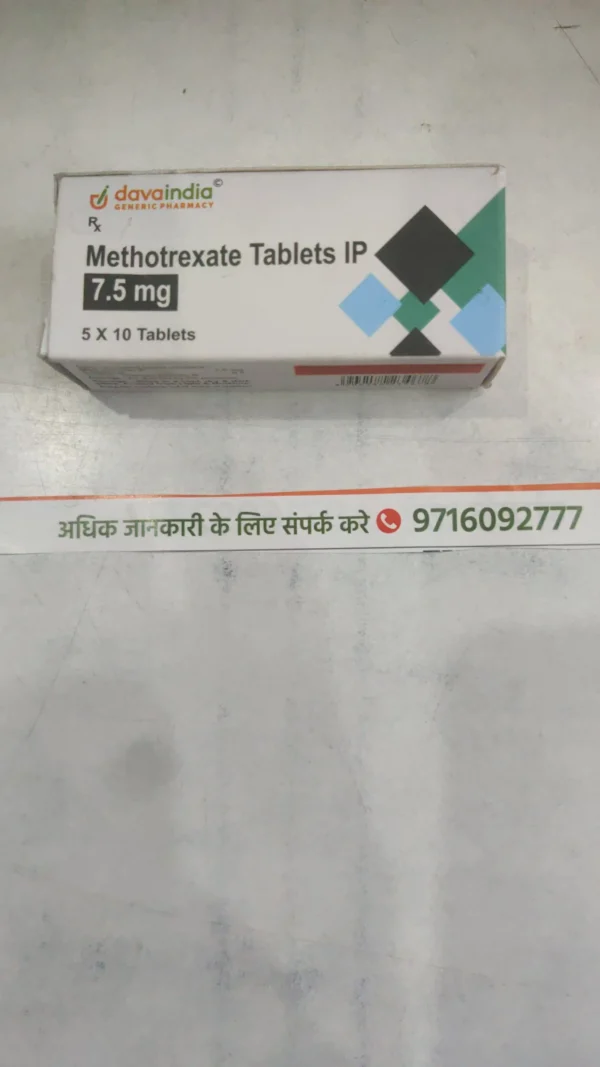 davaindia©
GENERIC PHARMACY
Rx
Methotrexate Tablets IP
7.5 mg
5 X 10 Tablets
अधिक जानकारी के लिए संपर्क करे 9716092777